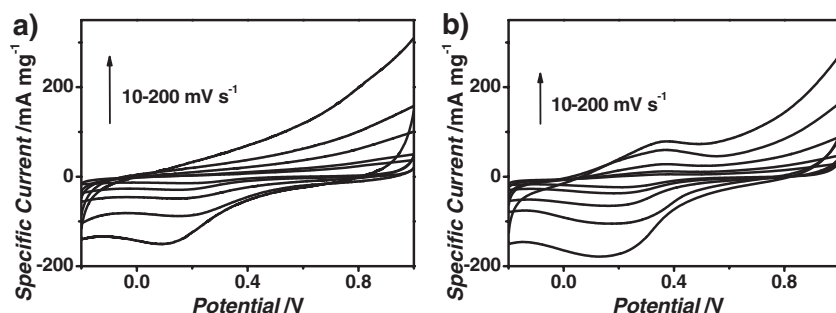 a)
Specific Current /mA mg⁻¹
200
0
-200
10-200 mV s⁻¹
0.0 0.4 0.8
Potential /V
b)
Specific Current /mA mg⁻¹
200
0
-200
10-200 mV s⁻¹
0.0 0.4 0.8
Potential /V